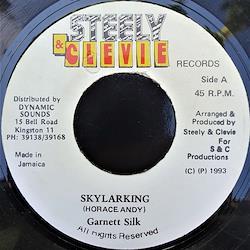 STEELY
& CLEVIE
RECORDS
Side A
45 R.P.M.
Distributed by
DYNAMIC
SOUNDS
15 Bell Road
Kingston 11
PH: 39138/39168
Made in
Jamaica
Arranged &
Produced by
Steely & Clevie
For
S & C
Productions
(C) (P) 1993
SKYLARKING
(HORACE ANDY)
Garnett Silk
All rights Reserved